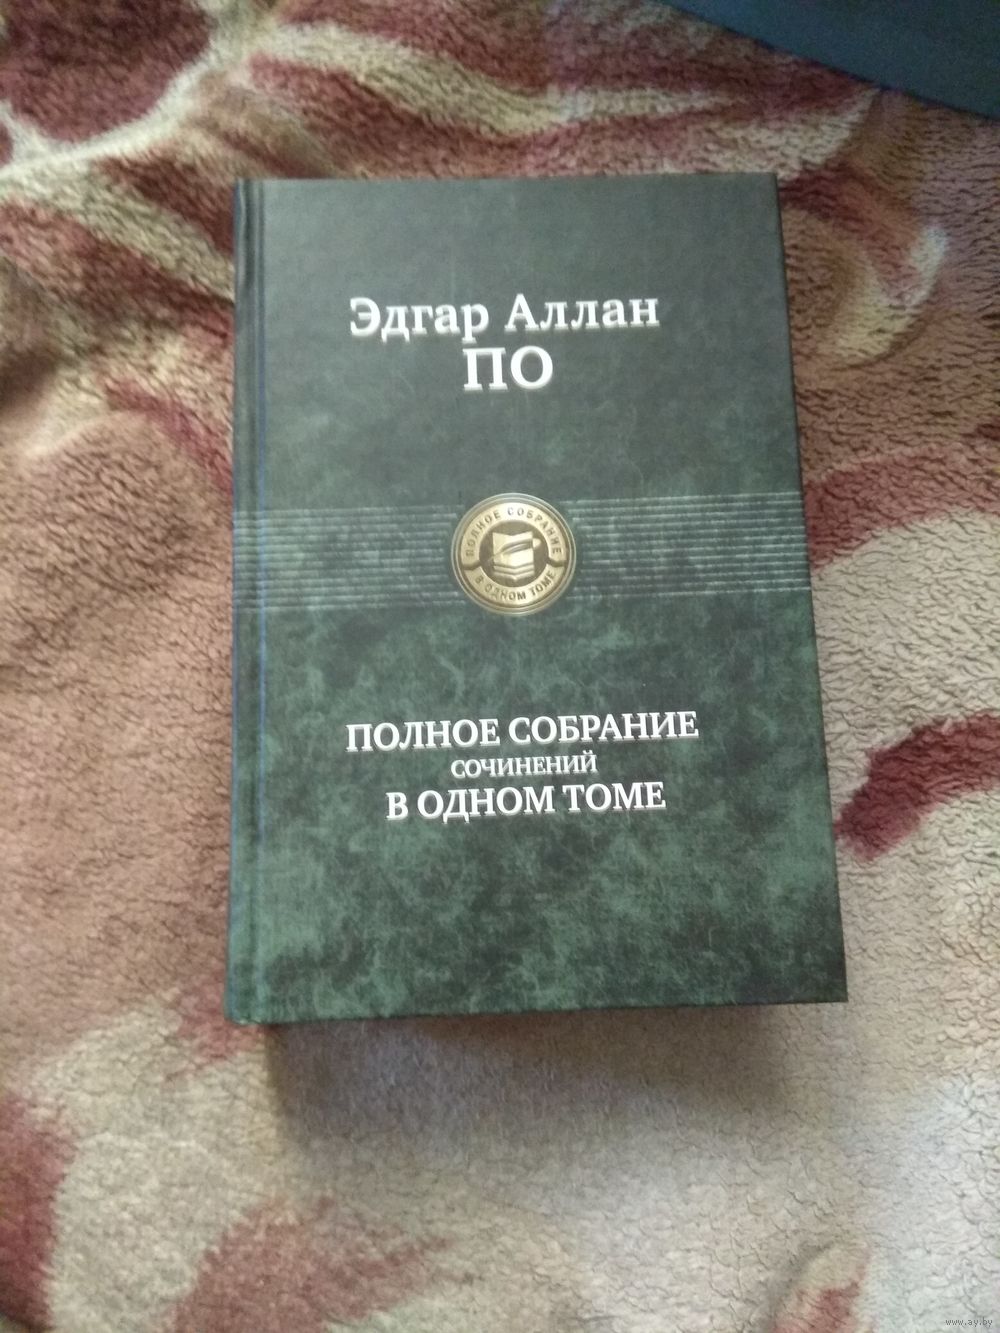 Эдгар Аллан
ПО
ПОЛНОЕ СОБРАНИЕ
В ОДНОМ ТОМЕ
ПОЛНОЕ СОБРАНИЕ
СОЧИНЕНИЙ
В ОДНОМ ТОМЕ
www.ay.by